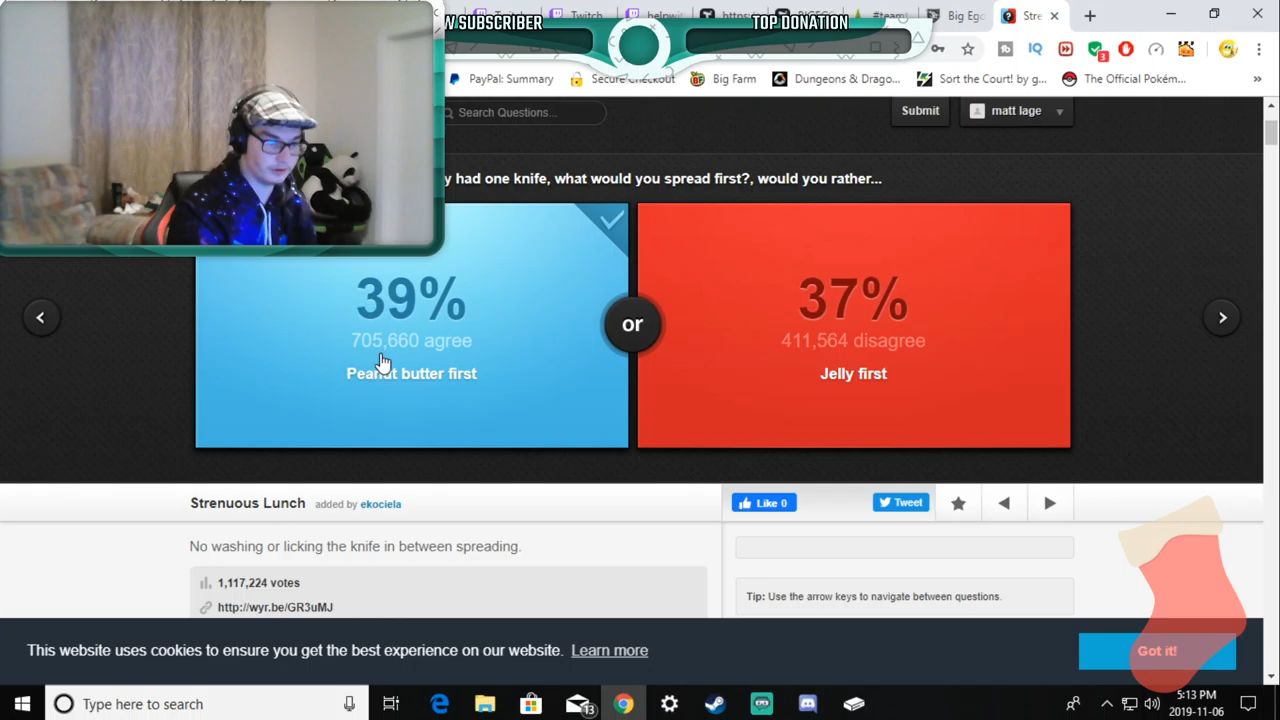 W SUBSCRIBER
TOP DONATION
Twitch
helpwit
https:
#team
Big Ego
Stre
PayPal: Summary
Secure Checkout
Big Farm
Dungeons & Drago...
Sort the Court! by g...
The Official Pokém...
»
Search Questions...
Submit
matt lage
y had one knife, what would you spread first?, would you rather...
39%
705,660 agree
Peanut butter first
or
37%
411,564 disagree
Jelly first
Strenuous Lunch added by ekociela
Like 0
Tweet
No washing or licking the knife in between spreading.
1,117,224 votes
http://wyr.be/GR3uMJ
Tip: Use the arrow keys to navigate between questions.
This website uses cookies to ensure you get the best experience on our website. Learn more
Got it!
Type here to search
13
5:13 PM
2019-11-06